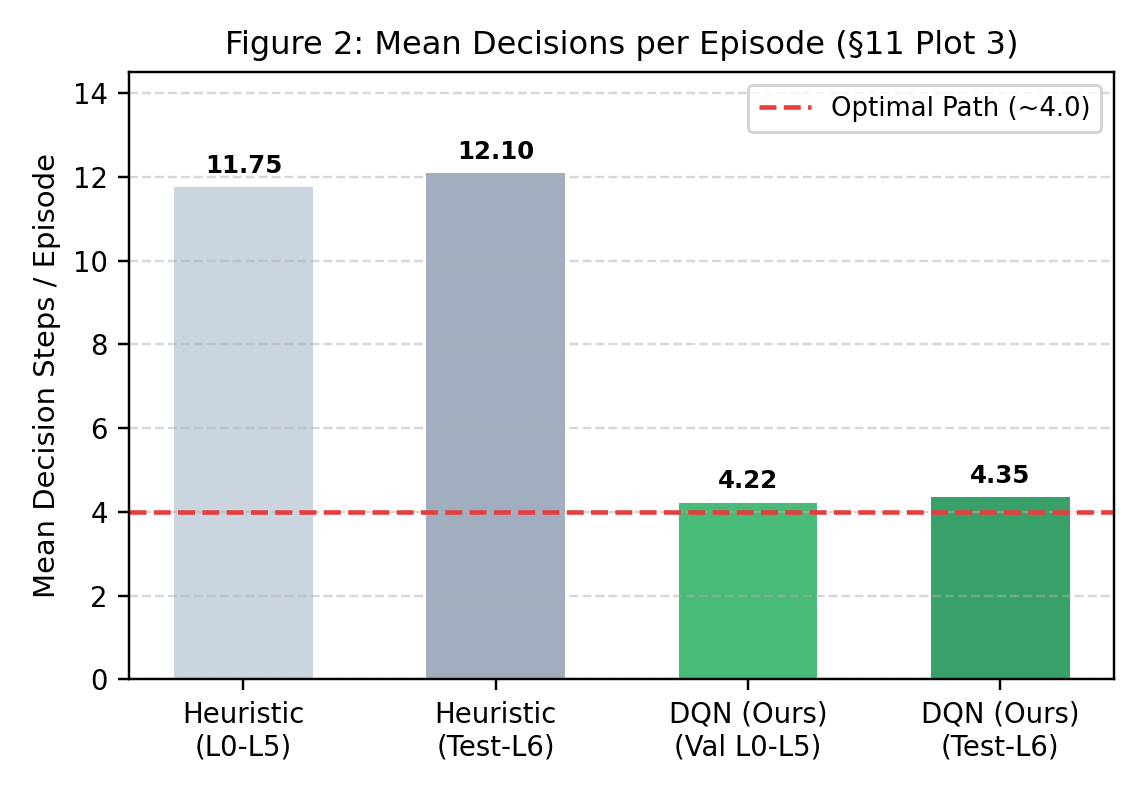 Figure 2: Mean Decisions per Episode (§11 Plot 3)
Optimal Path (~4.0)
Mean Decision Steps / Episode
14
12
10
8
6
4
2
0
11.75
12.10
4.22
4.35
Heuristic
(L0-L5)
Heuristic
(Test-L6)
DQN (Ours)
(Val L0-L5)
DQN (Ours)
(Test-L6)